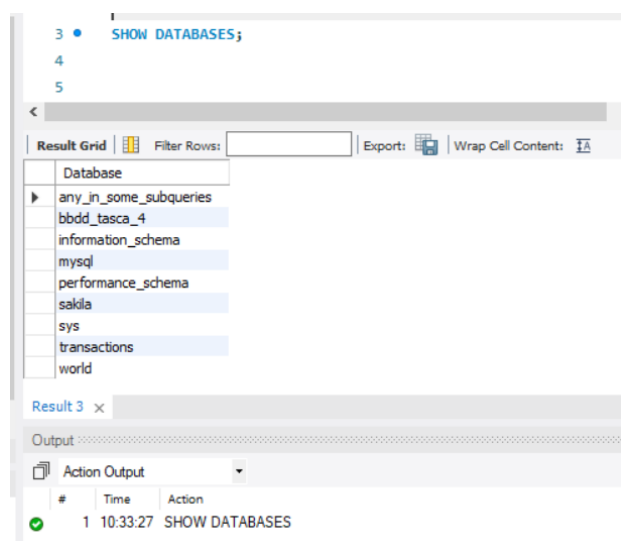 3 SHOW DATABASES;
4
5
Result Grid Filter Rows: Export: Wrap Cell Content: IA
Database
any_in_some_subqueries
bbdd_tasca_4
information_schema
mysql
performance_schema
sakila
sys
transactions
world
Result 3 ×
Output
Action Output
# Time Action
1 10:33:27 SHOW DATABASES